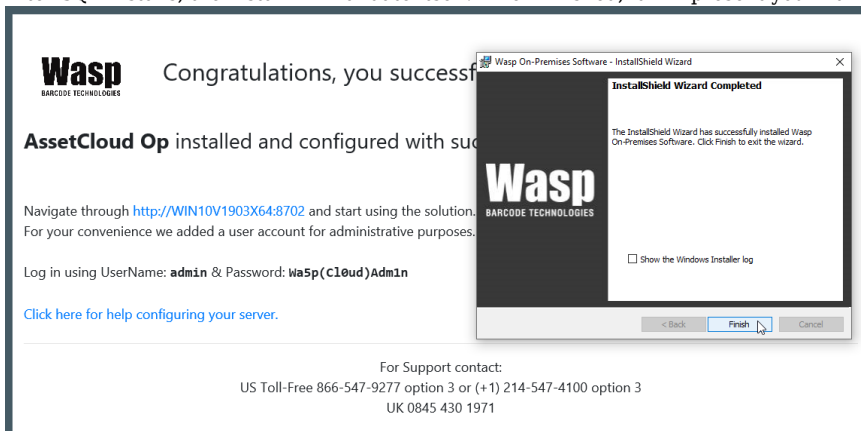 Wasp
BARCODE TECHNOLOGIES
Congratulations, you successf
AssetCloud Op installed and configured with suc
Navigate through http://WIN10V1903X64:8702 and start using the solution.
For your convenience we added a user account for administrative purposes.
Log in using UserName: admin & Password: Wa5p(Cl0ud)Adm1n
Click here for help configuring your server.
For Support contact:
US Toll-Free 866-547-9277 option 3 or (+1) 214-547-4100 option 3
UK 0845 430 1971
Wasp On-Premises Software - InstallShield Wizard
InstallShield Wizard Completed
The InstallShield Wizard has successfully installed Wasp
On-Premises Software. Click Finish to exit the wizard.
Wasp
BARCODE TECHNOLOGIES
Show the Windows Installer log
< Back
Finish
Cancel